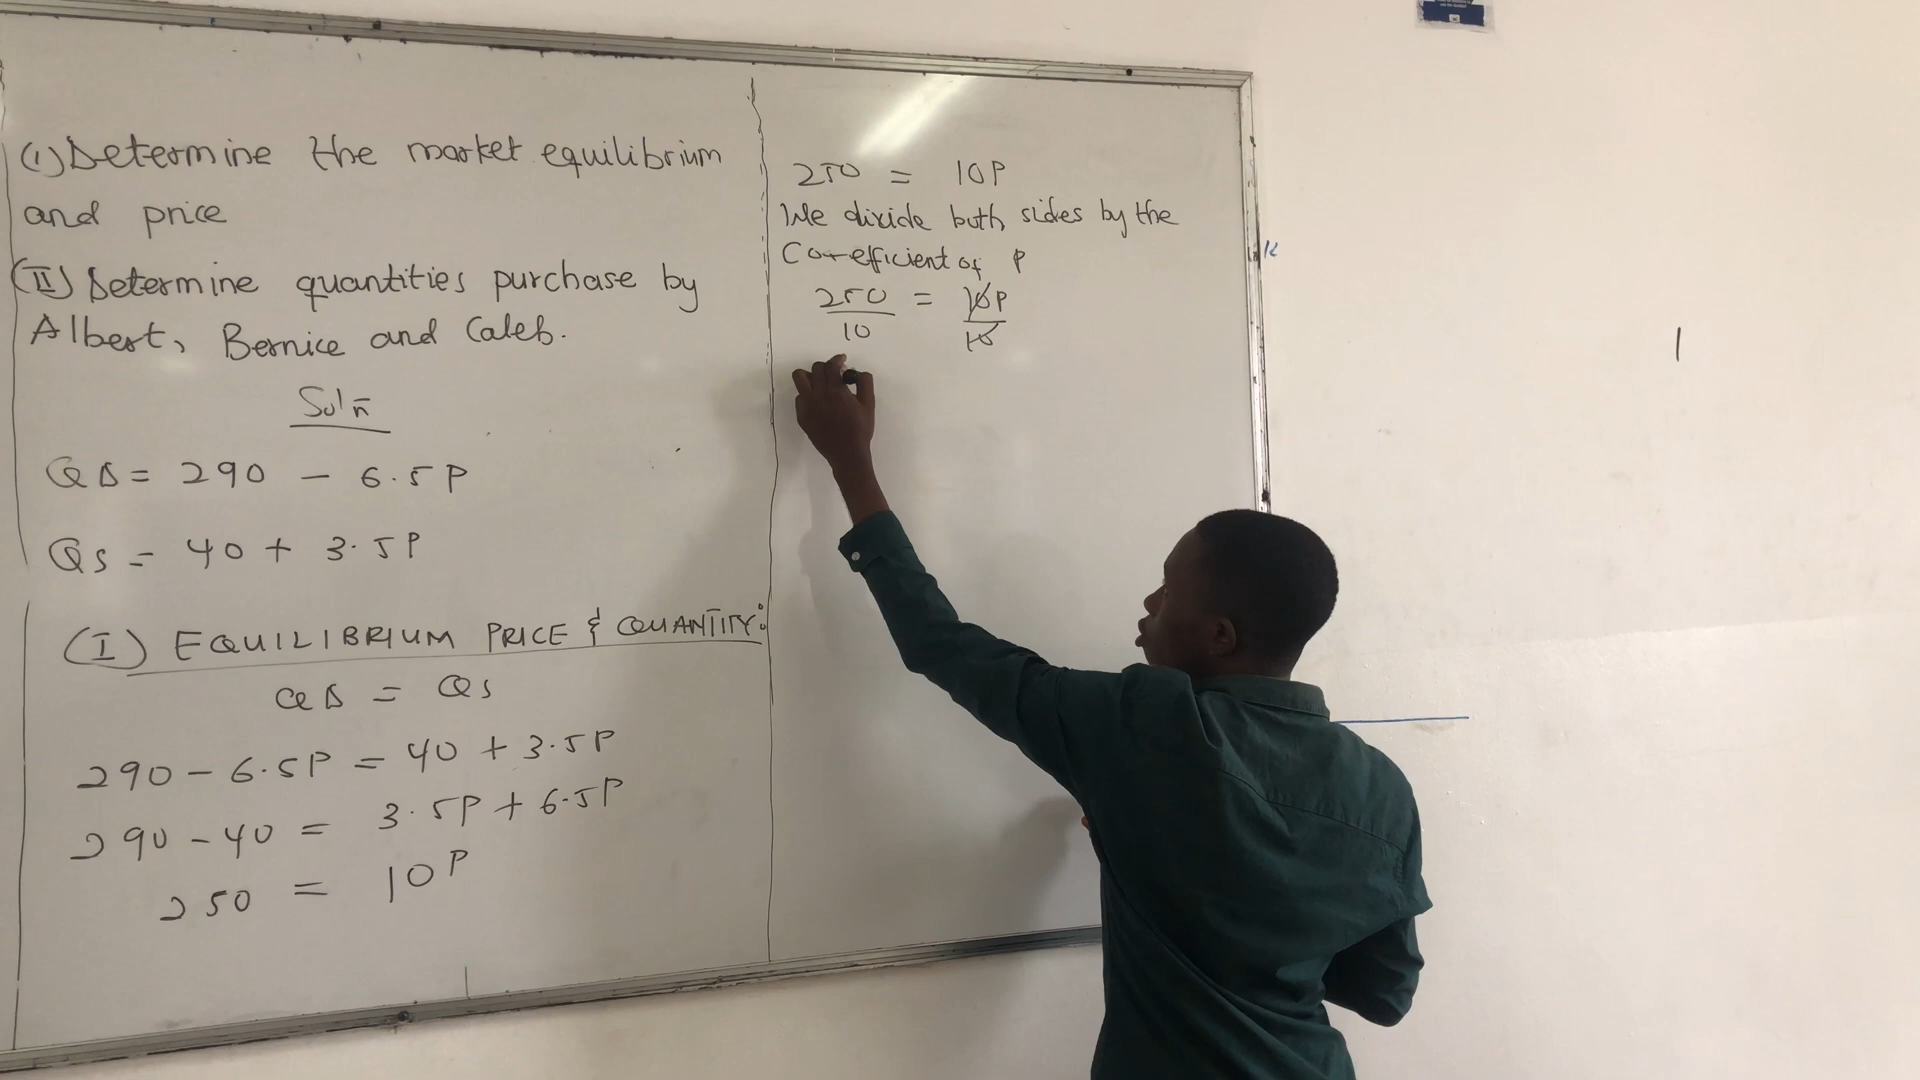 (I) Determine the market equilibrium
and price
(II) Determine quantities purchase by
Albert, Bernice and Caleb.
Sol n̄
QD = 290 - 6.5P
QS = 40 + 3.5P
(I) EQUILIBRIUM PRICE & QUANTITY:
QD = QS
290 - 6.5P = 40 + 3.5P
290 - 40 = 3.5P + 6.5P
250 = 10P
250 = 10P
We divide both sides by the
Co-efficient of P
250 = 10P
10 10